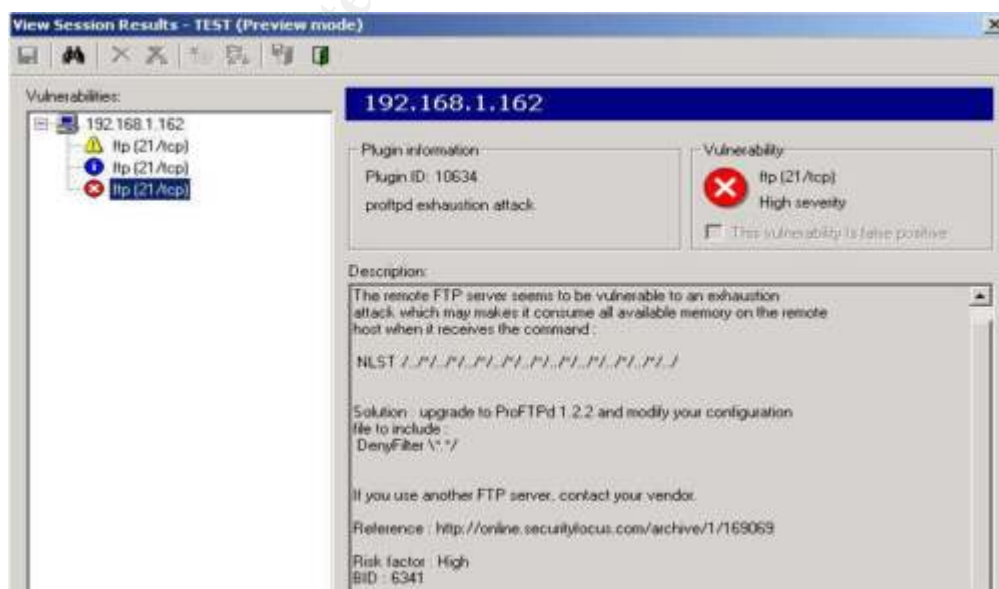 View Session Results - TEST (Preview mode)
Vulnerabilities:
192.168.1.162
ftp (21/tcp)
ftp (21/tcp)
ftp (21/tcp)
192.168.1.162
Plugin information
Plugin ID: 10634
proftpd exhaustion attack
Vulnerability
ftp (21/tcp)
High severity
This vulnerability is false positive
Description:
The remote FTP server seems to be vulnerable to an exhaustion
attack which may makes it consume all available memory on the remote
host when it receives the command :
NLST /../*/../*/../*/../*/../*/../*/../*/../*/../*/../
Solution : upgrade to ProFTPd 1.2.2 and modify your configuration
file to include :
DenyFilter \*.*/
If you use another FTP server, contact your vendor.
Reference : http://online.securityfocus.com/archive/1/169069
Risk factor : High
BID : 6341